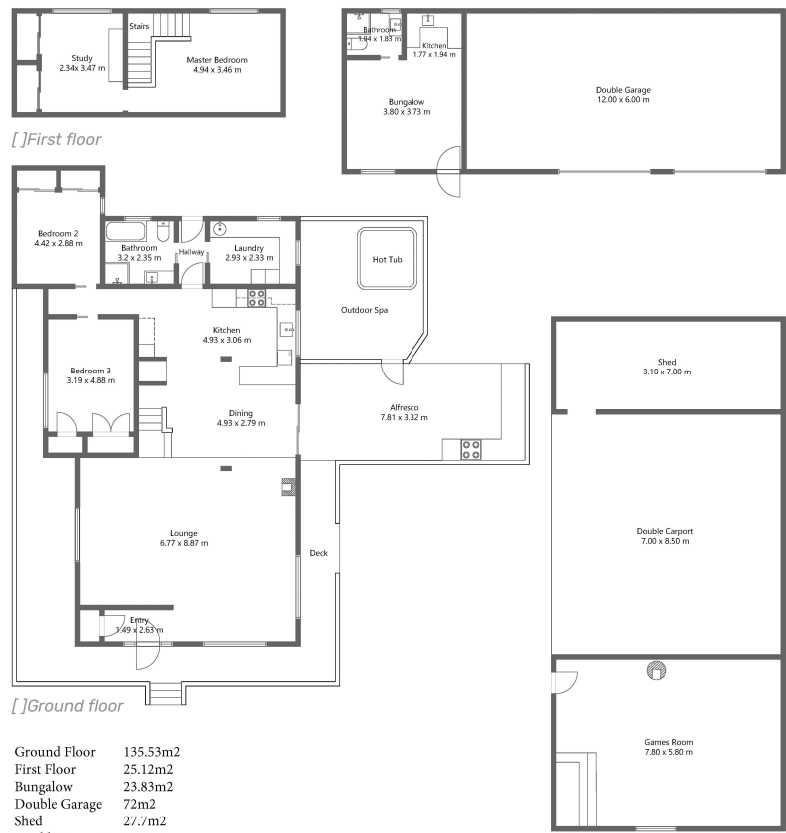 Stairs
Study
2.34x 3.47 m
Master Bedroom
4.94 x 3.46 m
[ ]First floor
Bathroom
1.94 x 1.83 m
Kitchen
1.77 x 1.94 m
Bungalow
3.80 x 3.73 m
Double Garage
12.00 x 6.00 m
Bedroom 2
4.42 x 2.88 m
Bathroom
3.2 x 2.35 m
Hallway
Laundry
2.93 x 2.33 m
Hot Tub
Outdoor Spa
Kitchen
4.93 x 3.06 m
Bedroom 3
3.19 x 4.88 m
Dining
4.93 x 2.79 m
Alfresco
7.81 x 3.32 m
Shed
3.10 x 7.00 m
Lounge
6.77 x 8.87 m
Deck
Double Carport
7.00 x 8.50 m
Entry
1.49 x 2.63 m
Games Room
7.80 x 5.80 m
[ ]Ground floor
Ground Floor 135.53m2
First Floor 25.12m2
Bungalow 23.83m2
Double Garage 72m2
Shed 27.7m2